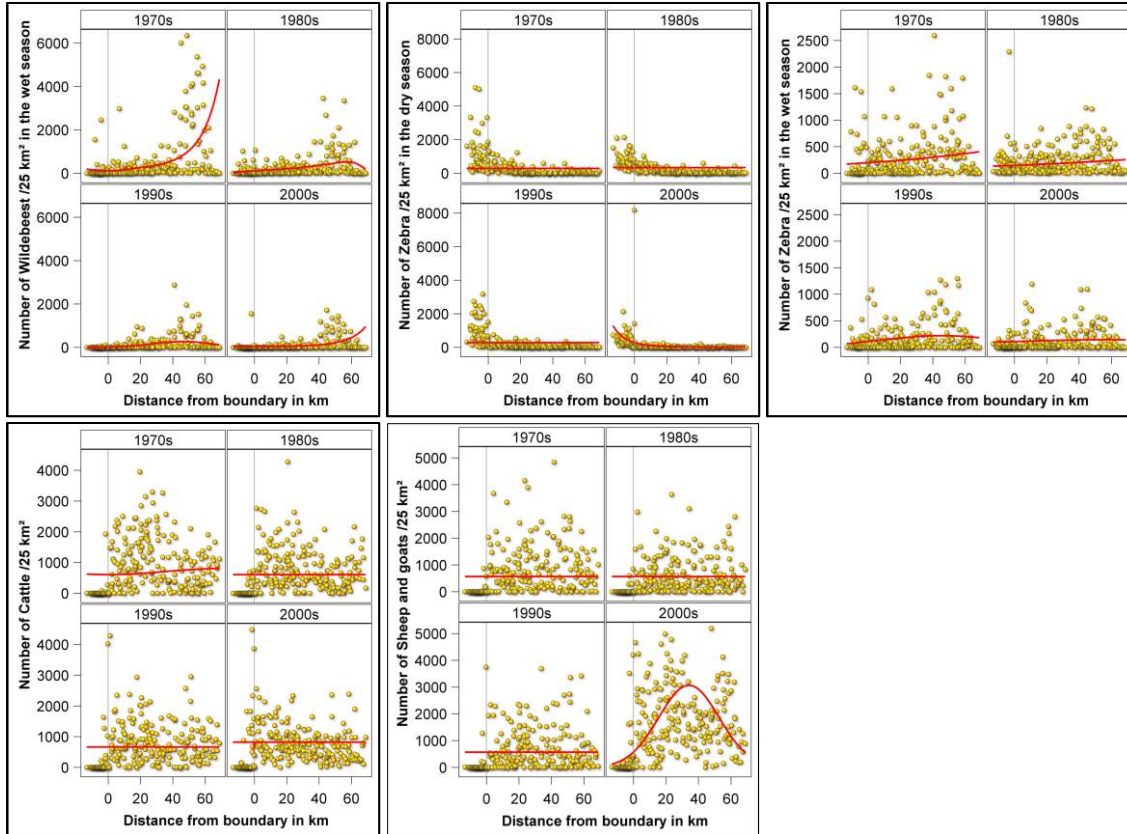 Number of Wildebeest /25 km² in the wet season
1970s 1980s
6000
4000
2000
0
1990s 2000s
6000
4000
2000
0
0 20 40 60 0 20 40 60
Distance from boundary in km
Number of Zebra /25 km² in the dry season
1970s 1980s
8000
6000
4000
2000
0
1990s 2000s
8000
6000
4000
2000
0
0 20 40 60 0 20 40 60
Distance from boundary in km
Number of Zebra /25 km² in the wet season
1970s 1980s
2500
2000
1500
1000
500
0
1990s 2000s
2500
2000
1500
1000
500
0
0 20 40 60 0 20 40 60
Distance from boundary in km
Number of Cattle /25 km²
1970s 1980s
4000
3000
2000
1000
0
1990s 2000s
4000
3000
2000
1000
0
0 20 40 60 0 20 40 60
Distance from boundary in km
Number of Sheep and goats /25 km²
1970s 1980s
5000
4000
3000
2000
1000
0
1990s 2000s
5000
4000
3000
2000
1000
0
0 20 40 60 0 20 40 60
Distance from boundary in km